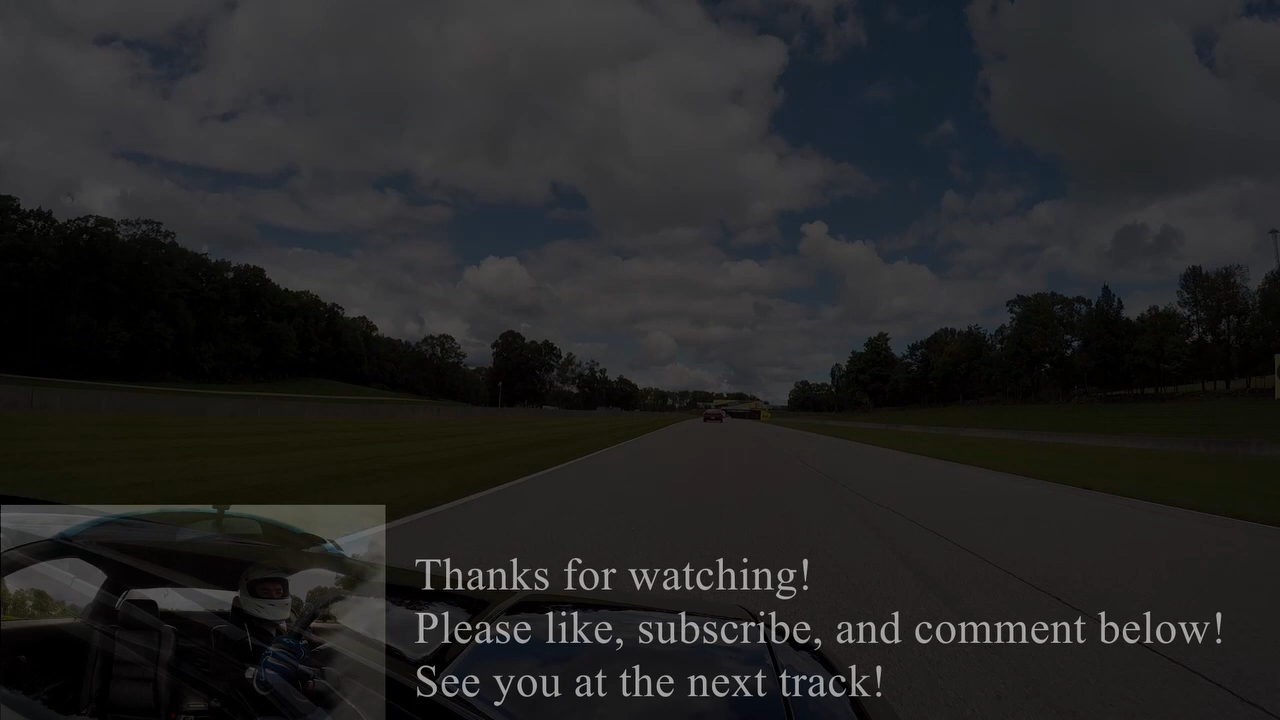 Thanks for watching!
Please like, subscribe, and comment below!
See you at the next track!